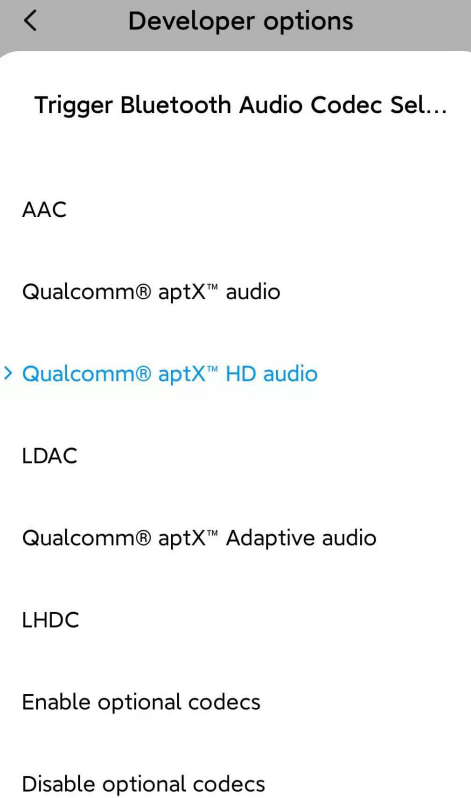 Developer options
Trigger Bluetooth Audio Codec Sel...
AAC
Qualcomm® aptX™ audio
Qualcomm® aptX™ HD audio
LDAC
Qualcomm® aptX™ Adaptive audio
LHDC
Enable optional codecs
Disable optional codecs